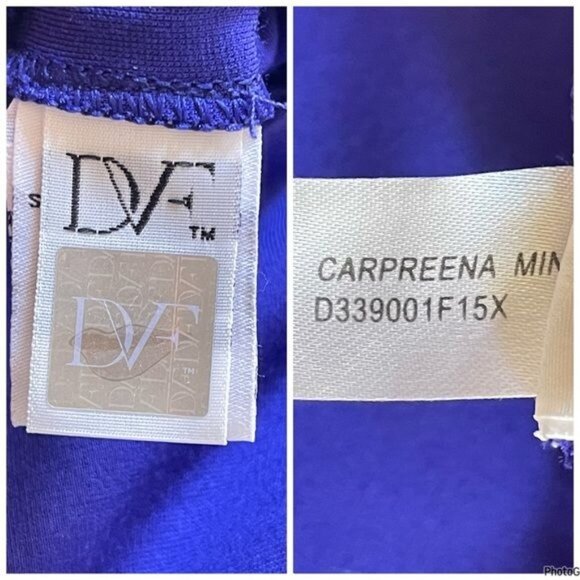 DVF
TM
S
DVF
TM
CARPREENA MIN
D339001F15X
PhotoG